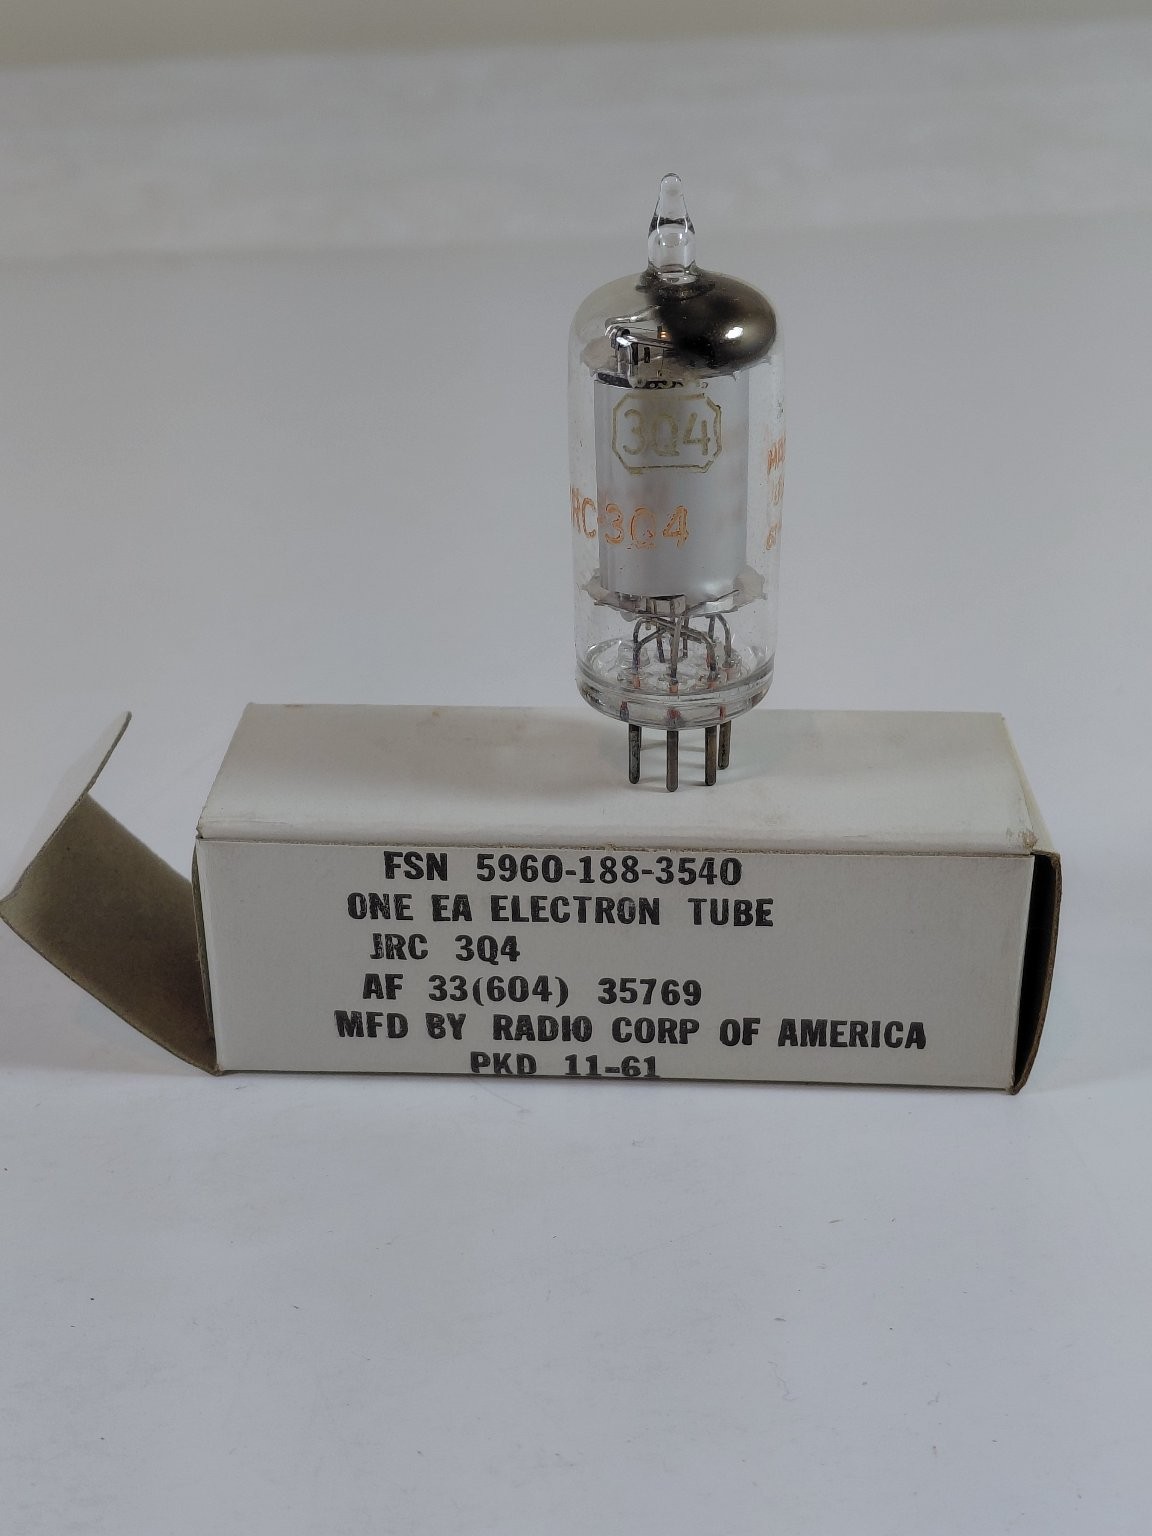 3Q4
RC 3Q4
FSN 5960-188-3540
ONE EA ELECTRON TUBE
JRC 3Q4
AF 33(604) 35769
MFD BY RADIO CORP OF AMERICA
PKD 11-61